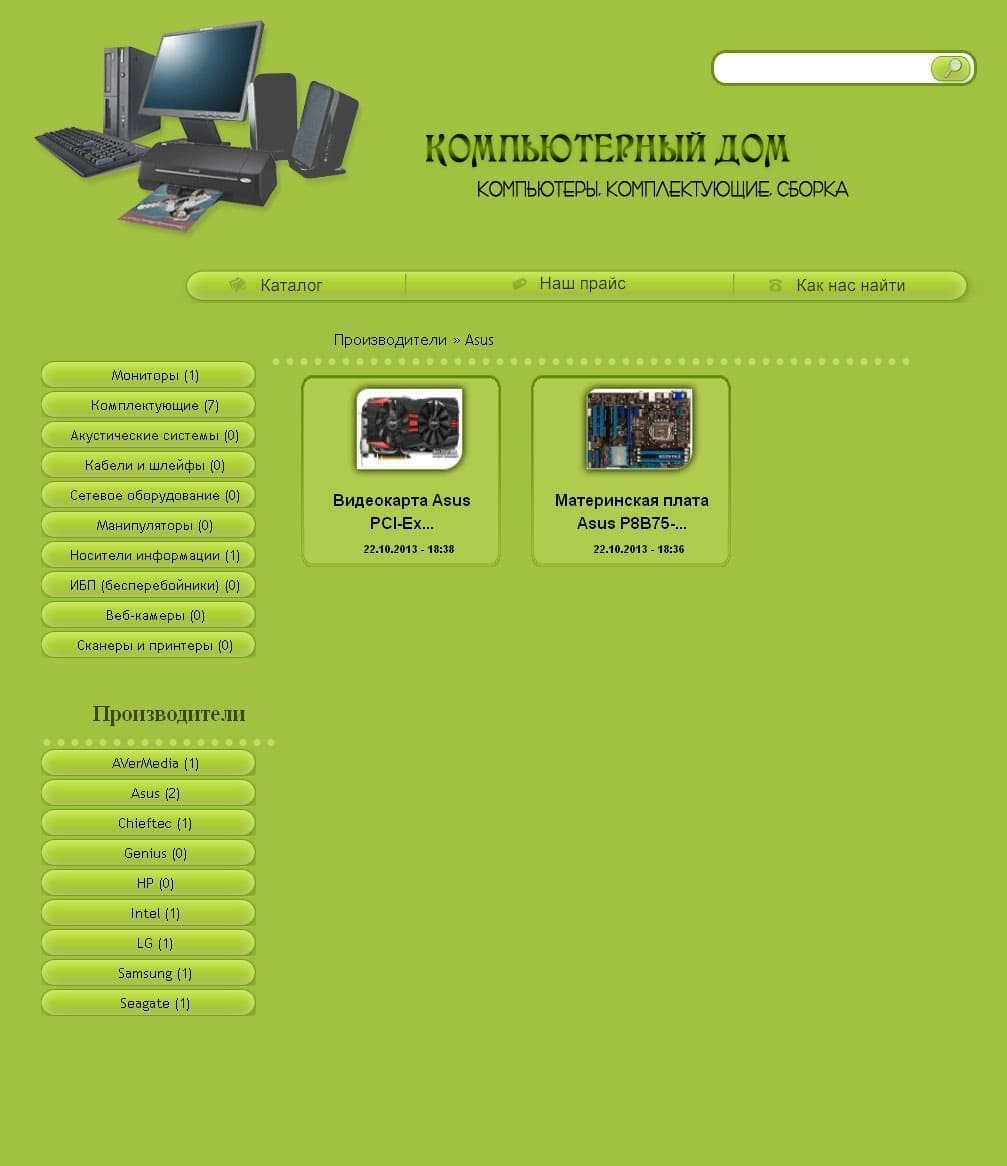 КОМПЬЮТЕРНЫЙ ДОМ
КОМПЬЮТЕРЫ, КОМПЛЕКТУЮЩИЕ, СБОРКА
Каталог
Наш прайс
Как нас найти
Производители » Asus
Мониторы (1)
Комплектующие (7)
Акустические системы (0)
Кабели и шлейфы (0)
Сетевое оборудование (0)
Манипуляторы (0)
Носители информации (1)
ИБП (бесперебойники) (0)
Веб-камеры (0)
Сканеры и принтеры (0)
Видеокарта Asus
PCI-Ex...
22.10.2013 - 18:38
Материнская плата
Asus P8B75-...
22.10.2013 - 18:36
Производители
AVerMedia (1)
Asus (2)
Chieftec (1)
Genius (0)
HP (0)
Intel (1)
LG (1)
Samsung (1)
Seagate (1)